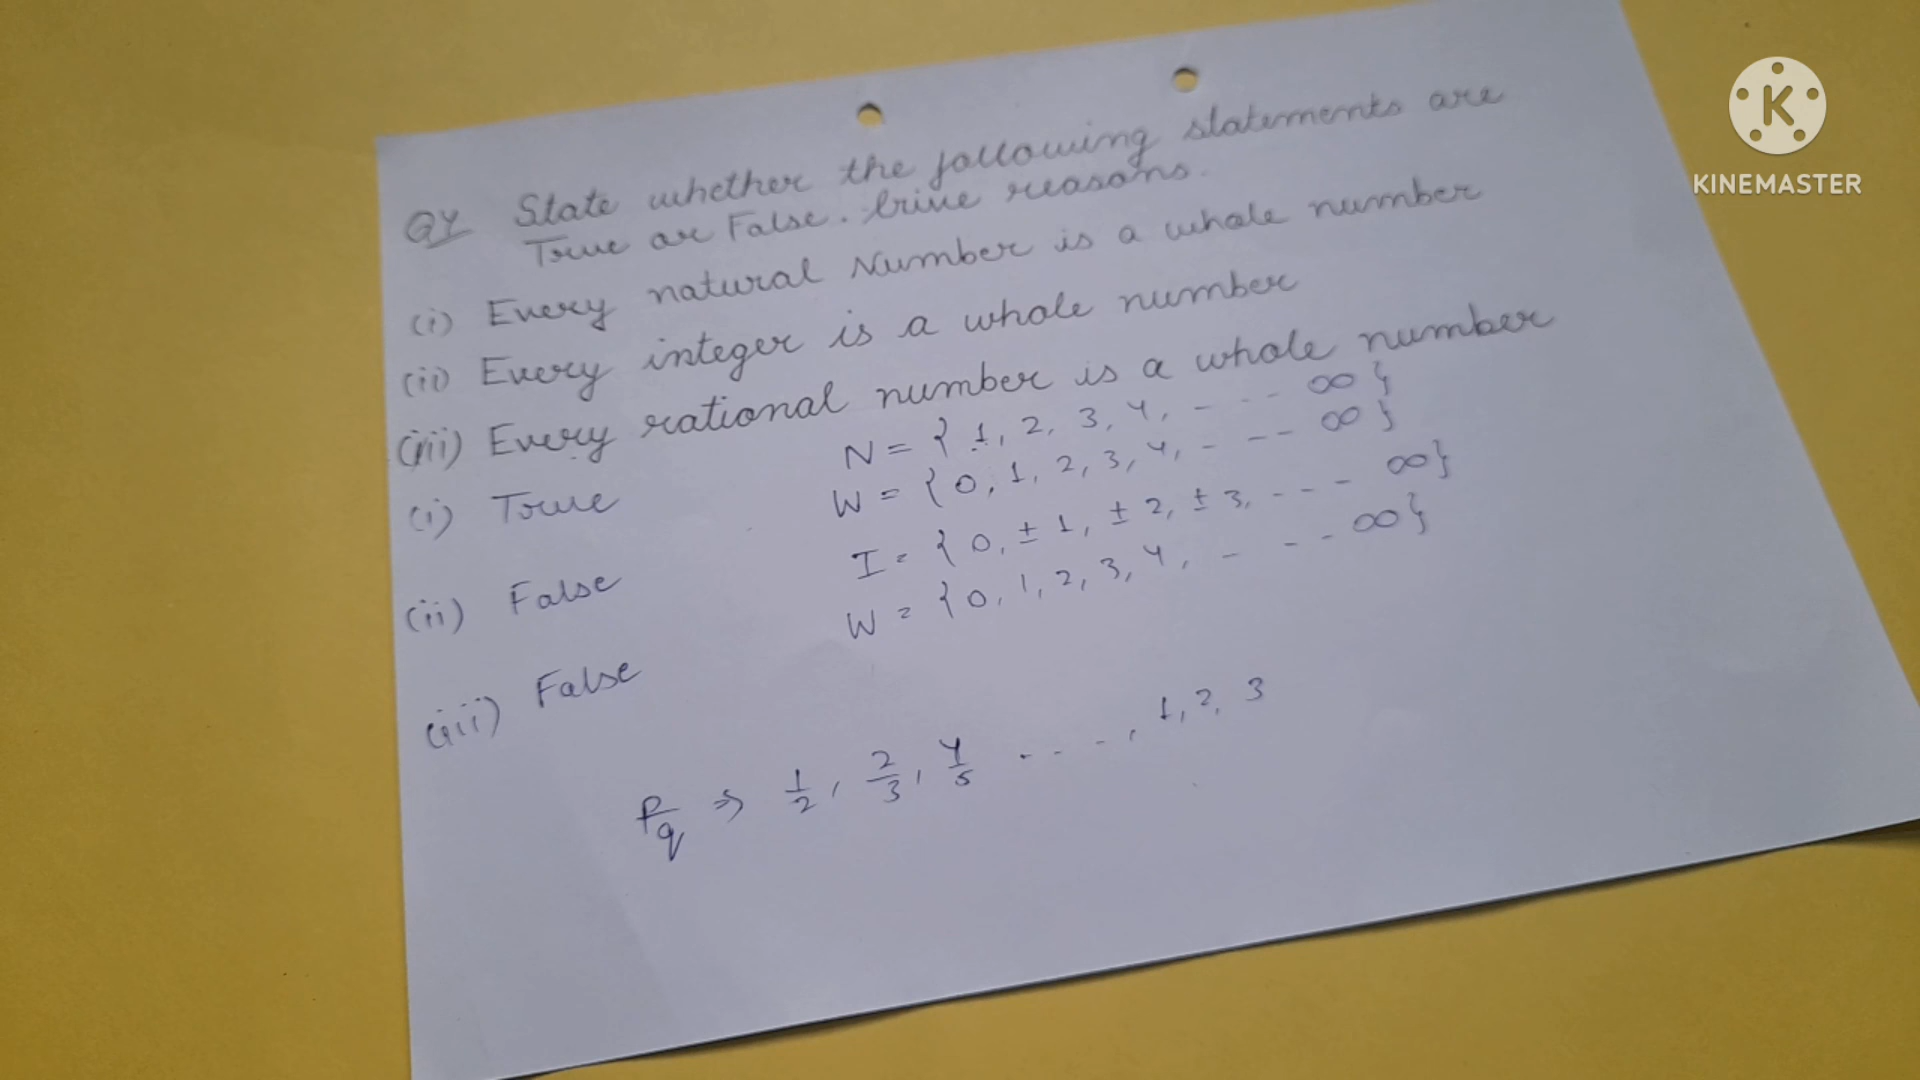 Q4 State whether the following statements are
True or False. Give reasons.
(i) Every natural Number is a whole number
(ii) Every integer is a whole number
(iii) Every rational number is a whole number
(i) True N = { 1, 2, 3, 4, - - - ∞ }
W = { 0, 1, 2, 3, 4, - - - ∞ }
(ii) False I = { 0, ± 1, ± 2, ± 3, - - - - ∞ }
W = { 0, 1, 2, 3, 4, - - - ∞ }
(iii) False
p/q ⇒ 1/2, 2/3, 4/5 - - - -, 1, 2, 3
K
KINEMASTER